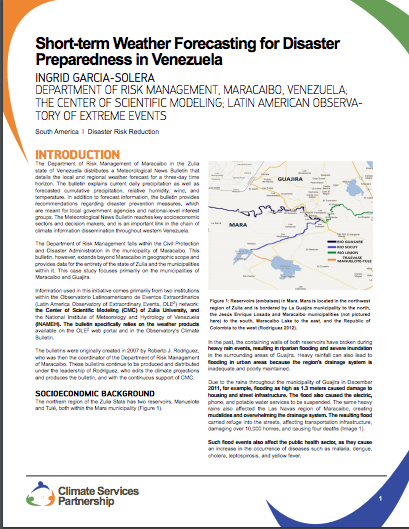 Short-term Weather Forecasting for Disaster
Preparedness in Venezuela
INGRID GARCIA-SOLERA
DEPARTMENT OF RISK MANAGEMENT, MARACAIBO, VENEZUELA;
THE CENTER OF SCIENTIFIC MODELING; LATIN AMERICAN OBSERVA-
TORY OF EXTREME EVENTS
South America | Disaster Risk Reduction
INTRODUCTION
The Department of Risk Management of Maracaibo in the Zulia
state of Venezuela distributes a Meteorological News Bulletin that
details the local and regional weather forecast for a three-day time
horizon. The bulletin explains current daily precipitation as well as
forecasted cumulative precipitation, relative humidity, wind, and
temperature. In addition to forecast information, the bulletin provides
recommendations regarding disaster prevention measures, which
are meant for local government agencies and national-level interest
groups. The Meteorological News Bulletin reaches key socioeconomic
sectors and decision makers, and is an important link in the chain of
climate information dissemination throughout western Venezuela.
The Department of Risk Management falls within the Civil Protection
and Disaster Administration in the municipality of Maracaibo. This
bulletin, however, extends beyond Maracaibo in geographic scope and
provides data for the entirety of the state of Zulia and the municipalities
within it. This case study focuses primarily on the municipalities of
Maracaibo and Guajira.
Information used in this initiative comes primarily from two institutions
within the Observatorio Latinoamericano de Eventos Extraordinarios
(Latin America Observatory of Extraordinary Events, OLE²) network:
the Center of Scientific Modeling (CMC) of Zulia University, and
the National Institute of Meteorology and Hydrology of Venezuela
(INAMEH). The bulletin specifically relies on the weather products
available on the OLE² web portal and in the Observatory's Climate
Bulletin.
The bulletins were originally created in 2007 by Roberto J. Rodriguez,
who was then the coordinator of the Department of Risk Management
of Maracaibo. These bulletins continue to be produced and distributed
under the leadership of Rodriguez, who edits the climate projections
and produces the bulletin, and with the continuous support of CMC.
SOCIOECONOMIC BACKGROUND
The northern region of the Zulia State has two reservoirs, Manuelote
and Tulé, both within the Mara municipality (Figure 1).
GUAJIRA
MARA
RIO GUASARE
RIO SOCUY
RIO LIMON
TRASVASE
MANUELOTE-TULE
Figure 1: Reservoirs (embalses) in Mara. Mara is located in the northwest
region of Zulia and is bordered by La Guajira municipality to the north,
the Jesús Enrique Lossada and Maracaibo municipalities (not pictured
here) to the south, Maracaibo Lake to the east, and the Republic of
Colombia to the west (Rodriguez 2012).
In the past, the containing walls of both reservoirs have broken during
heavy rain events, resulting in riparian flooding and severe inundation
in the surrounding areas of Guajira. Heavy rainfall can also lead to
flooding in urban areas because the region's drainage system is
inadequate and poorly maintained.
Due to the rains throughout the municipality of Guajira in December
2011, for example, flooding as high as 1.3 meters caused damage to
housing and street infrastructure. The flood also caused the electric,
phone, and potable water services to be suspended. The same heavy
rains also affected the Las Navas region of Maracaibo, creating
mudslides and overwhelming the drainage system. The resulting flood
carried refuge into the streets, affecting transportation infrastructure,
damaging over 10,000 homes, and causing four deaths (Image 1).
Such flood events also affect the public health sector, as they cause
an increase in the occurrence of diseases such as malaria, dengue,
cholera, leptospirosis, and yellow fever.
Climate Services
Partnership
1